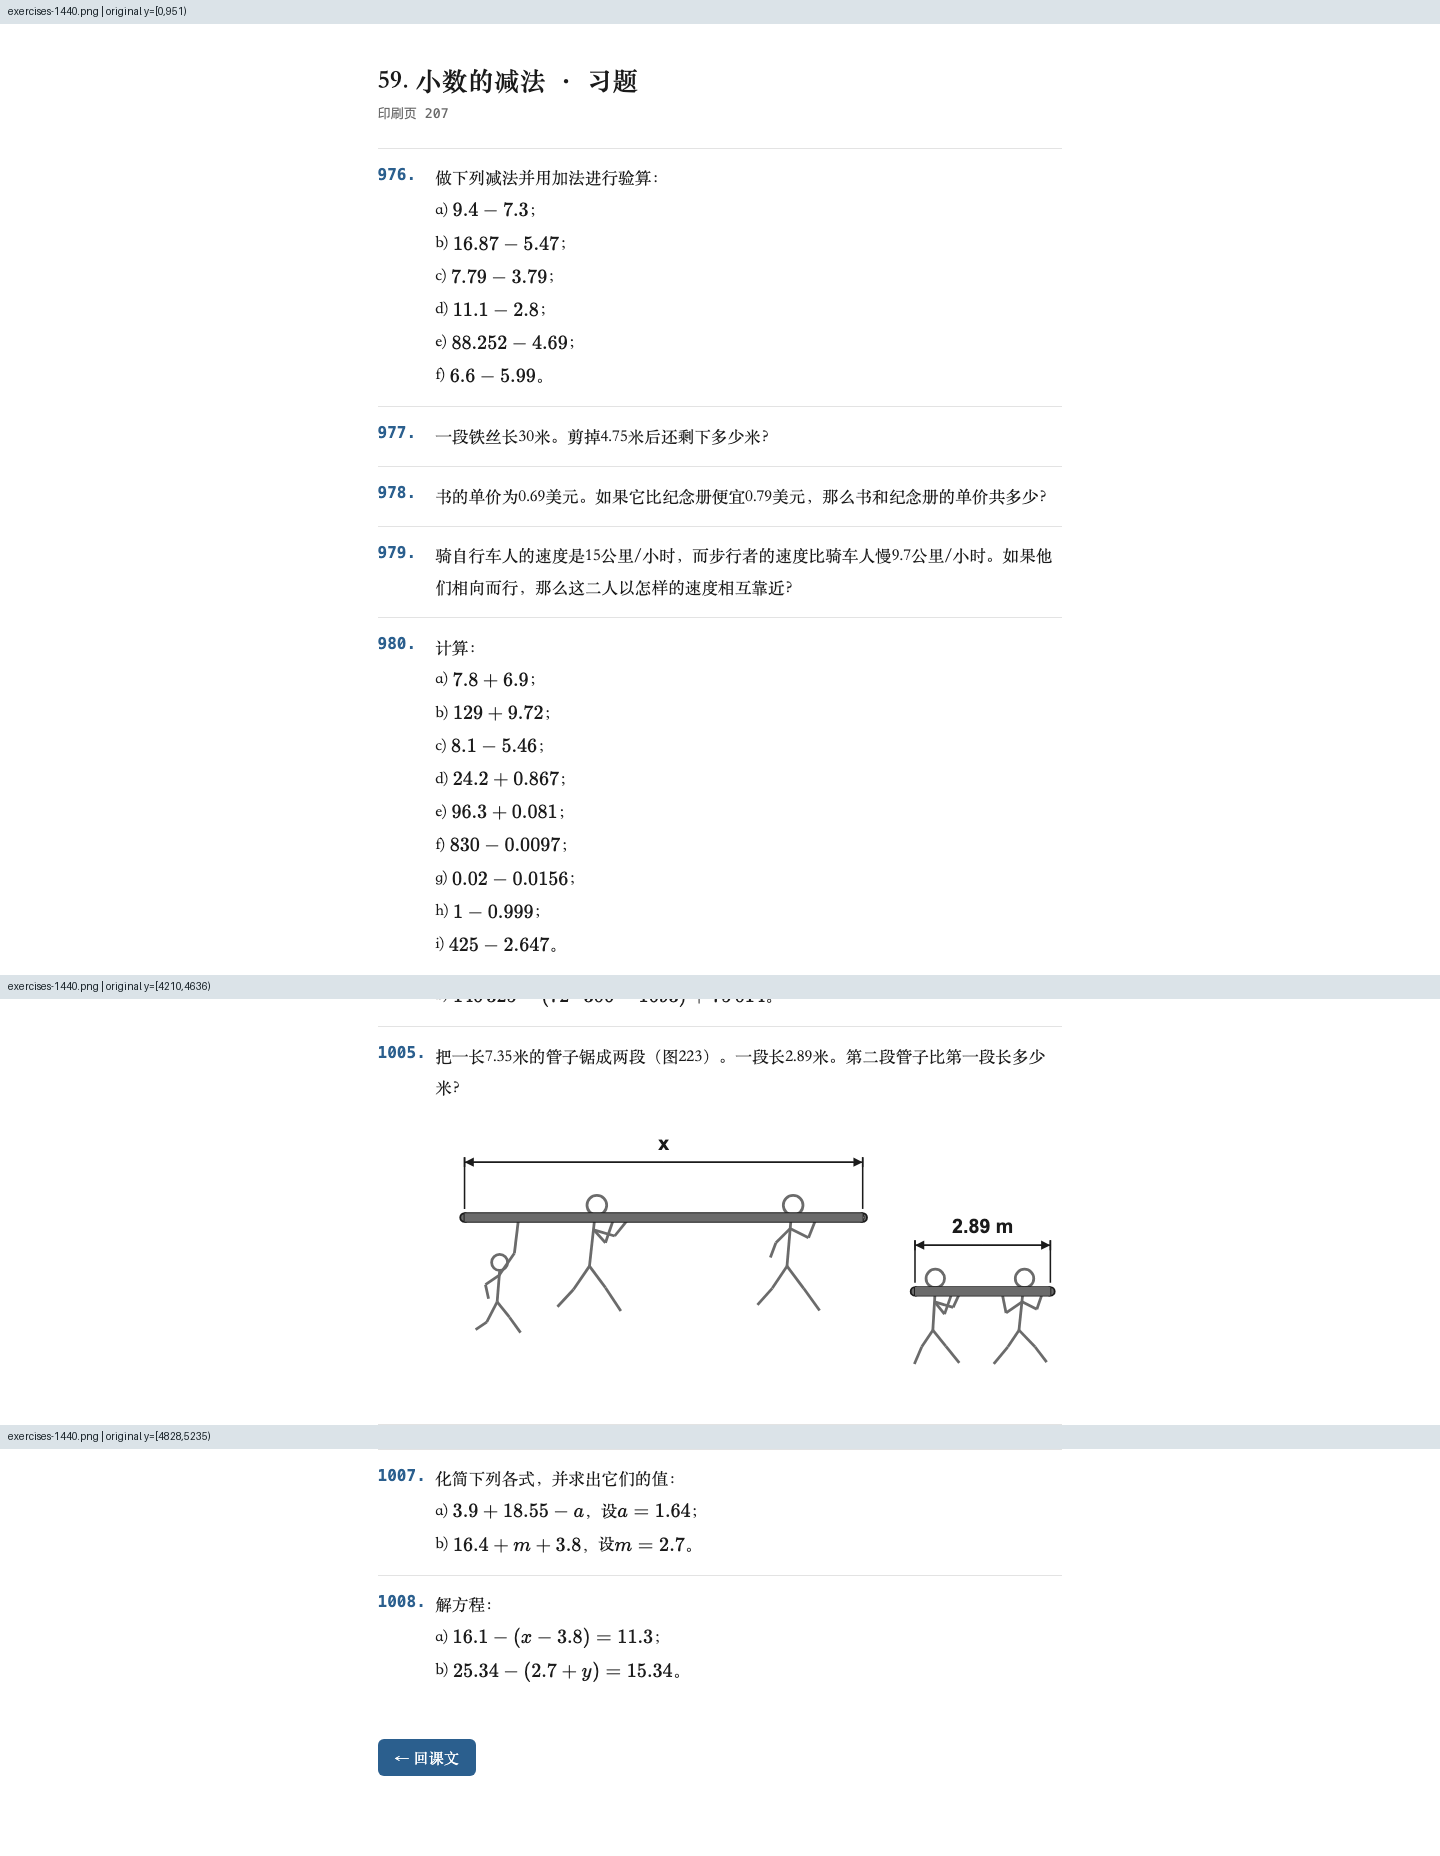 exercises-1440.png | original y=[0,951)
59. 小数的减法 · 习题
印刷页 207
976. 做下列减法并用加法进行验算：
a) 9.4 − 7.3；
b) 16.87 − 5.47；
c) 7.79 − 3.79；
d) 11.1 − 2.8；
e) 88.252 − 4.69；
f) 6.6 − 5.99。
977. 一段铁丝长30米。剪掉4.75米后还剩下多少米？
978. 书的单价为0.69美元。如果它比纪念册便宜0.79美元，那么书和纪念册的单价共多少？
979. 骑自行车人的速度是15公里/小时，而步行者的速度比骑车人慢9.7公里/小时。如果他
们相向而行，那么这二人以怎样的速度相互靠近？
980. 计算：
a) 7.8 + 6.9；
b) 129 + 9.72；
c) 8.1 − 5.46；
d) 24.2 + 0.867；
e) 96.3 + 0.081；
f) 830 − 0.0097；
g) 0.02 − 0.0156；
h) 1 − 0.999；
i) 425 − 2.647。
exercises-1440.png | original y=[4210,4636)
1005. 把一长7.35米的管子锯成两段（图223）。一段长2.89米。第二段管子比第一段长多少
米？
x
2.89 m
exercises-1440.png | original y=[4828,5235)
1007. 化简下列各式，并求出它们的值：
a) 3.9 + 18.55 − a，设a = 1.64；
b) 16.4 + m + 3.8，设m = 2.7。
1008. 解方程：
a) 16.1 − (x − 3.8) = 11.3；
b) 25.34 − (2.7 + y) = 15.34。
← 回课文